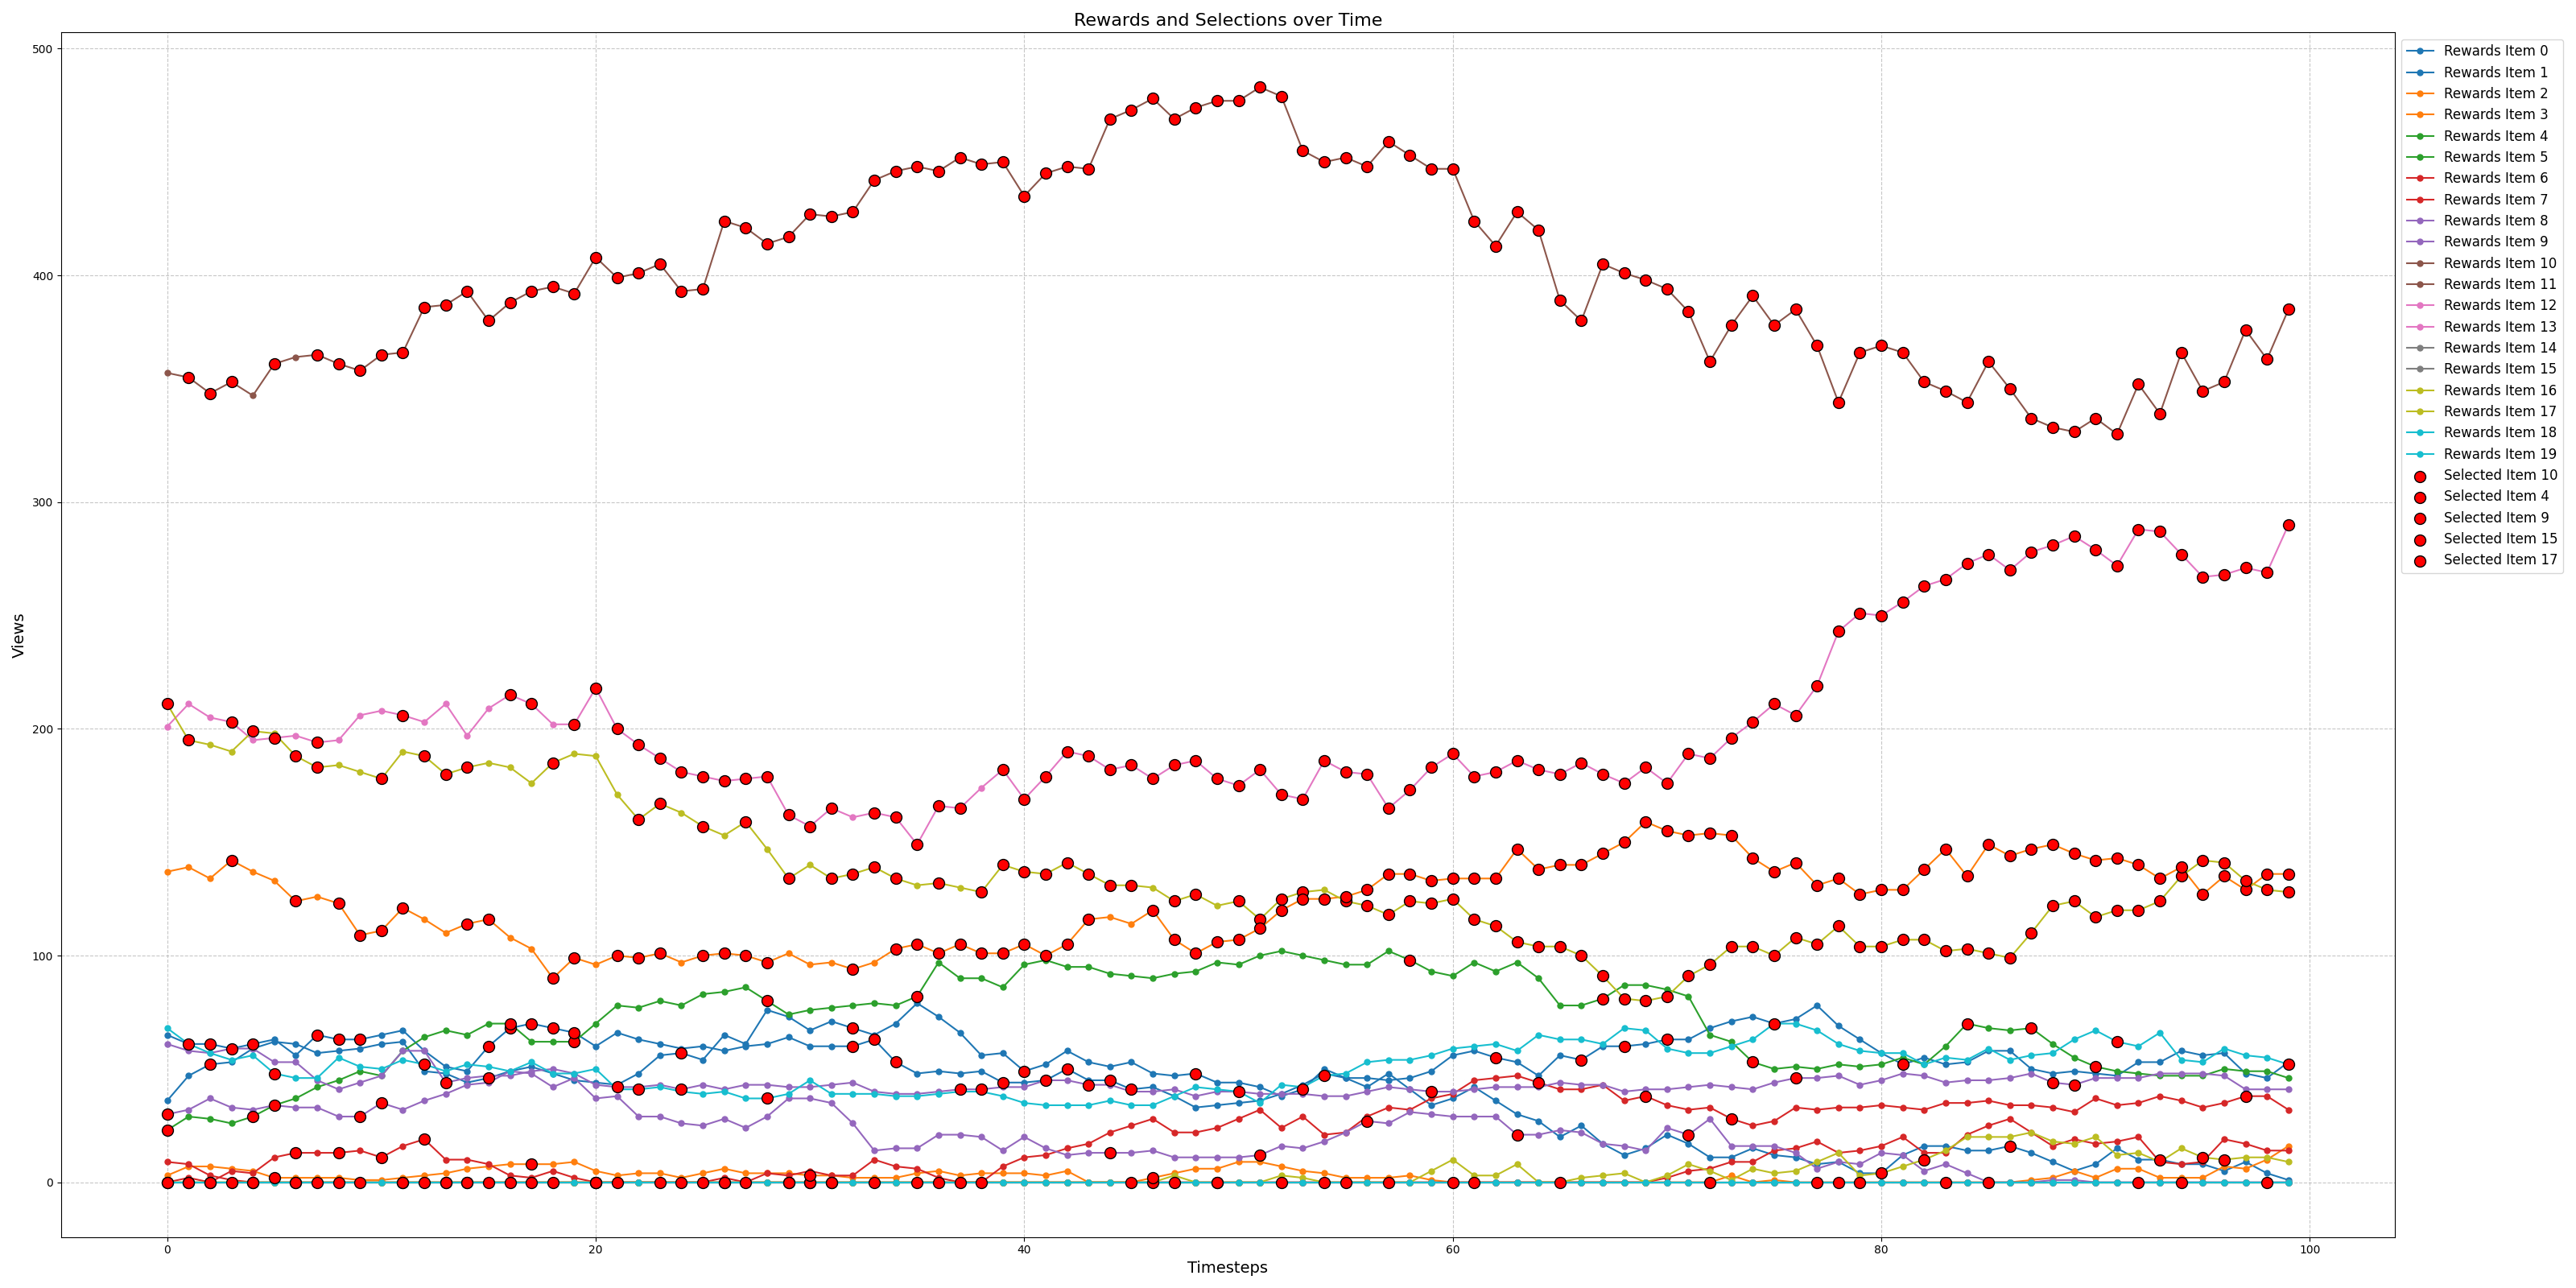 Rewards and Selections over Time
500
400
300
200
100
0
Views
0
20
40
60
80
100
Timesteps
Rewards Item 0
Rewards Item 1
Rewards Item 2
Rewards Item 3
Rewards Item 4
Rewards Item 5
Rewards Item 6
Rewards Item 7
Rewards Item 8
Rewards Item 9
Rewards Item 10
Rewards Item 11
Rewards Item 12
Rewards Item 13
Rewards Item 14
Rewards Item 15
Rewards Item 16
Rewards Item 17
Rewards Item 18
Rewards Item 19
Selected Item 10
Selected Item 4
Selected Item 9
Selected Item 15
Selected Item 17